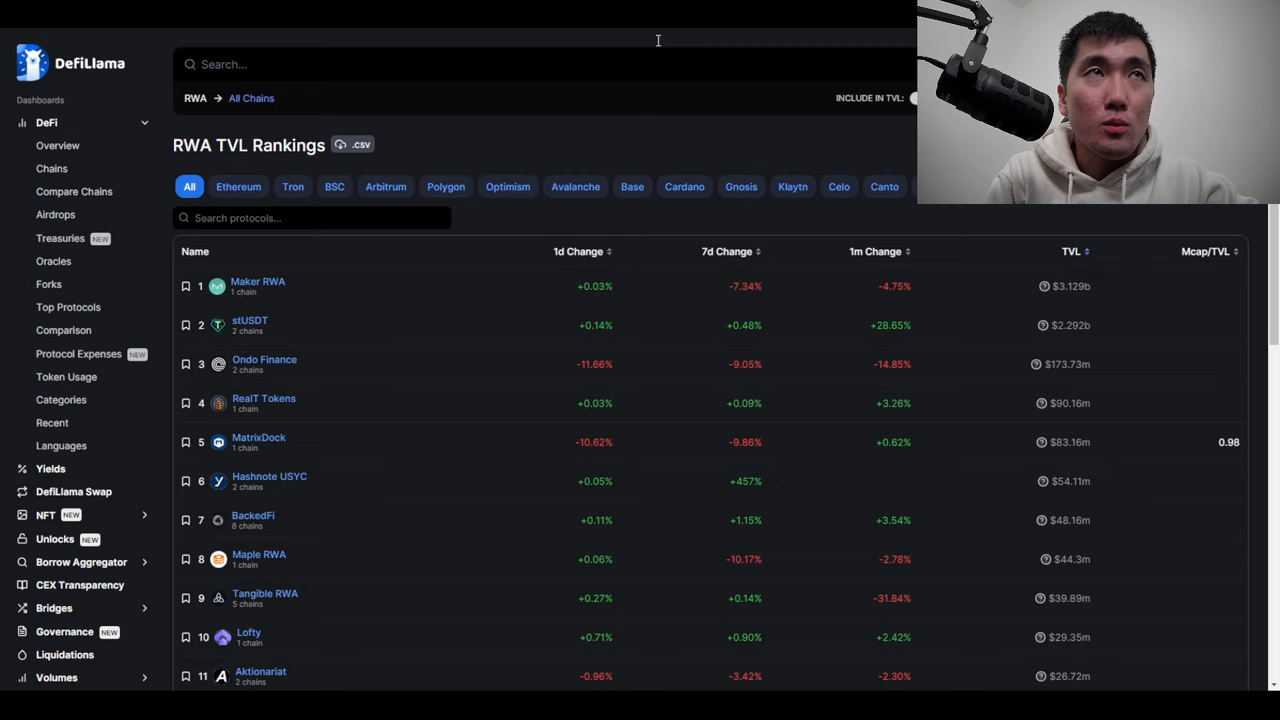 DefiLlama
Dashboards
DeFi
Overview
Chains
Compare Chains
Airdrops
Treasuries NEW
Oracles
Forks
Top Protocols
Comparison
Protocol Expenses NEW
Token Usage
Categories
Recent
Languages
Yields
DefiLlama Swap
NFT NEW
Unlocks NEW
Borrow Aggregator
CEX Transparency
Bridges
Governance NEW
Liquidations
Volumes
Search...
RWA → All Chains
INCLUDE IN TVL:
RWA TVL Rankings .csv
All Ethereum Tron BSC Arbitrum Polygon Optimism Avalanche Base Cardano Gnosis Klaytn Celo Canto
Search protocols...
Name 1d Change 7d Change 1m Change TVL Mcap/TVL
1 Maker RWA +0.03% -7.34% -4.75% $3.129b
1 chain
2 stUSDT +0.14% +0.48% +28.65% $2.292b
2 chains
3 Ondo Finance -11.66% -9.05% -14.85% $173.73m
2 chains
4 RealT Tokens +0.03% +0.09% +3.26% $90.16m
1 chain
5 MatrixDock -10.62% -9.86% +0.62% $83.16m 0.98
1 chain
6 Hashnote USYC +0.05% +457% $54.11m
2 chains
7 BackedFi +0.11% +1.15% +3.54% $48.16m
8 chains
8 Maple RWA +0.06% -10.17% -2.78% $44.3m
1 chain
9 Tangible RWA +0.27% +0.14% -31.84% $39.89m
5 chains
10 Lofty +0.71% +0.90% +2.42% $29.35m
1 chain
11 Aktionariat -0.96% -3.42% -2.30% $26.72m
2 chains